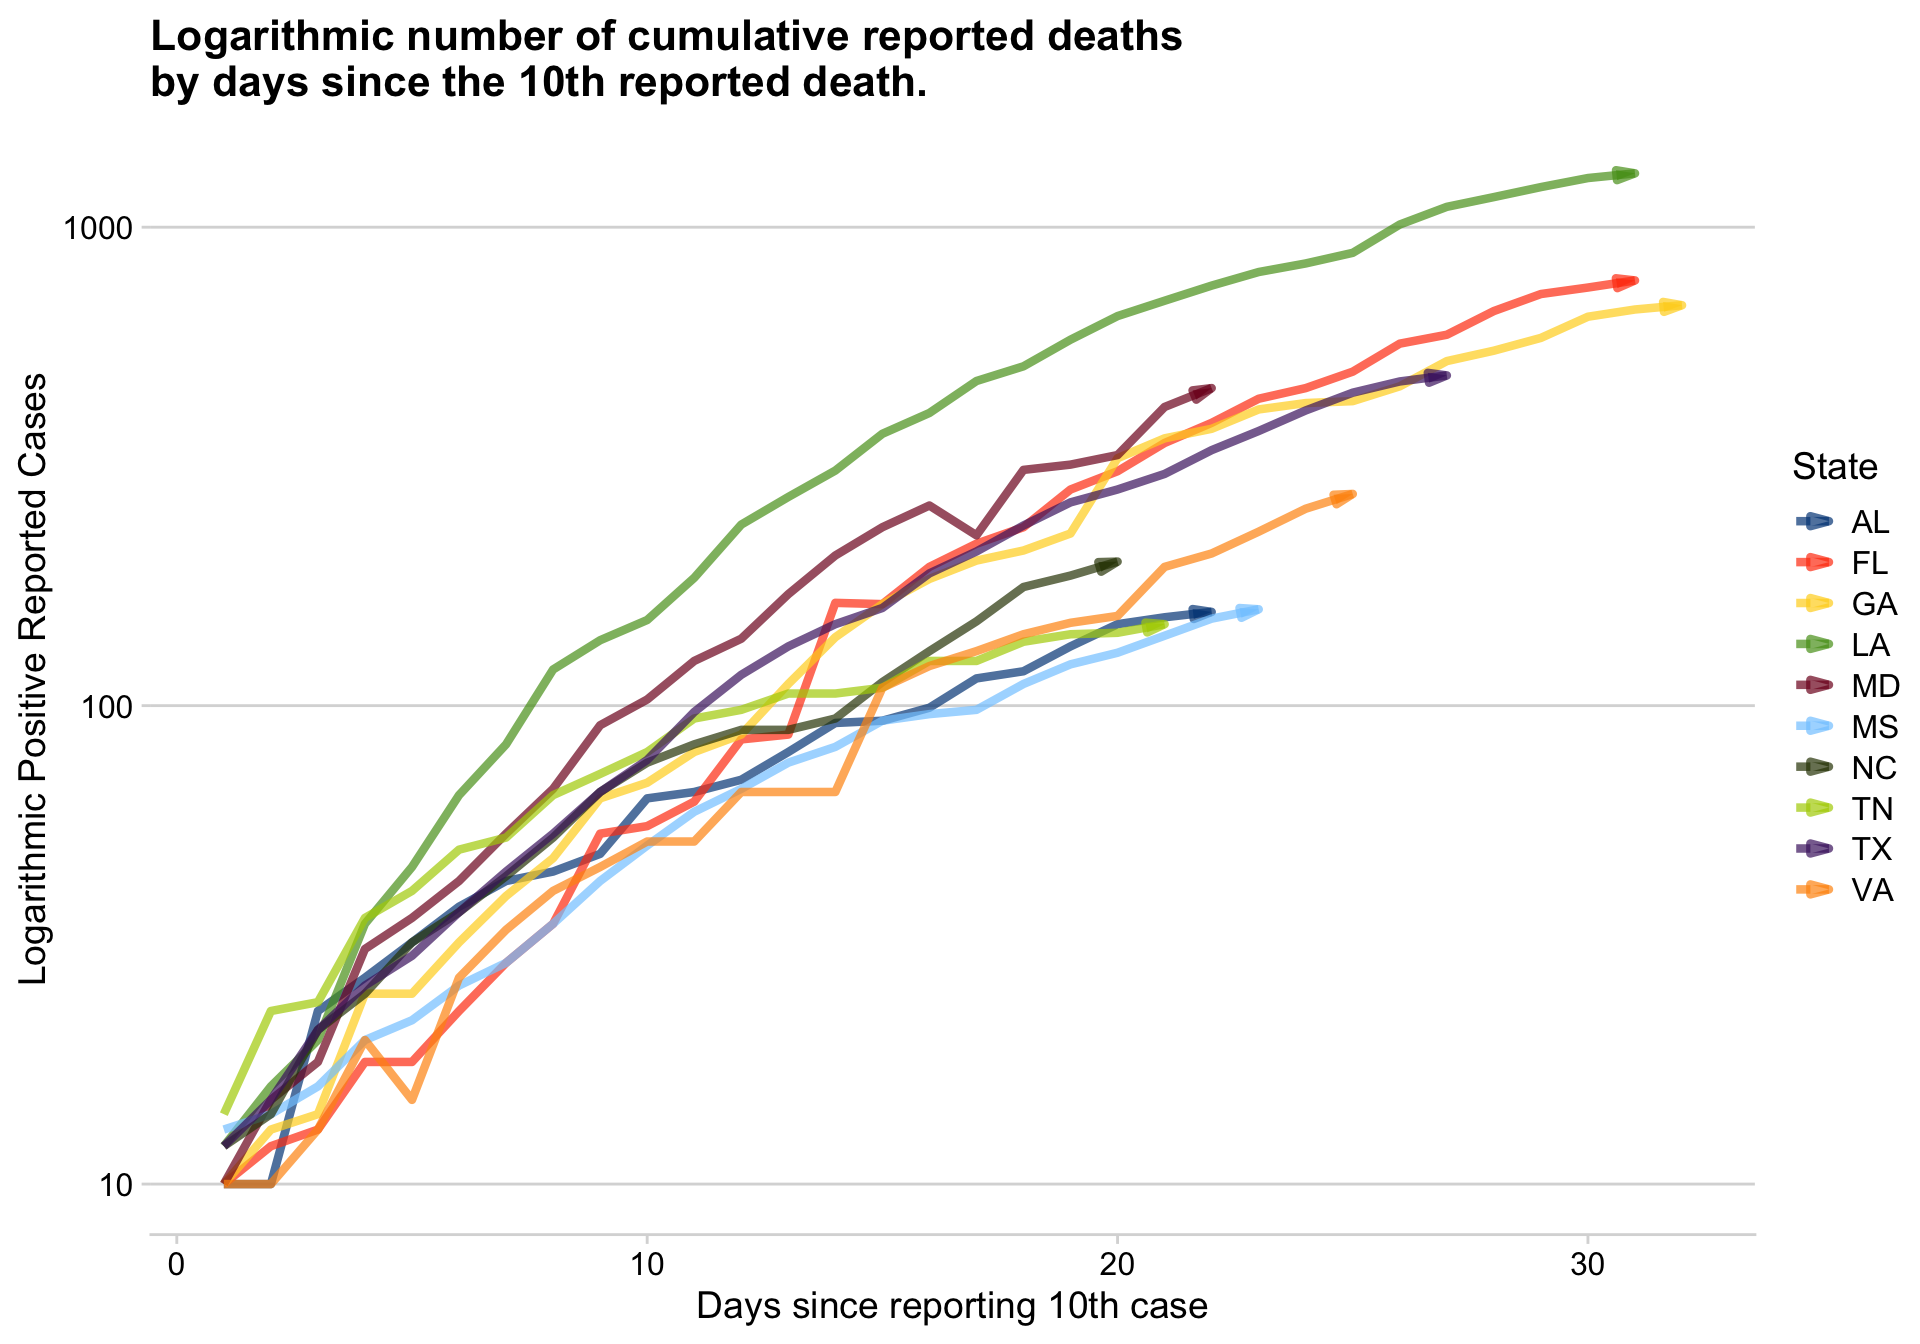 Logarithmic number of cumulative reported deaths
by days since the 10th reported death.
Logarithmic Positive Reported Cases
1000
100
10
0
10
20
30
Days since reporting 10th case
State
AL
FL
GA
LA
MD
MS
NC
TN
TX
VA